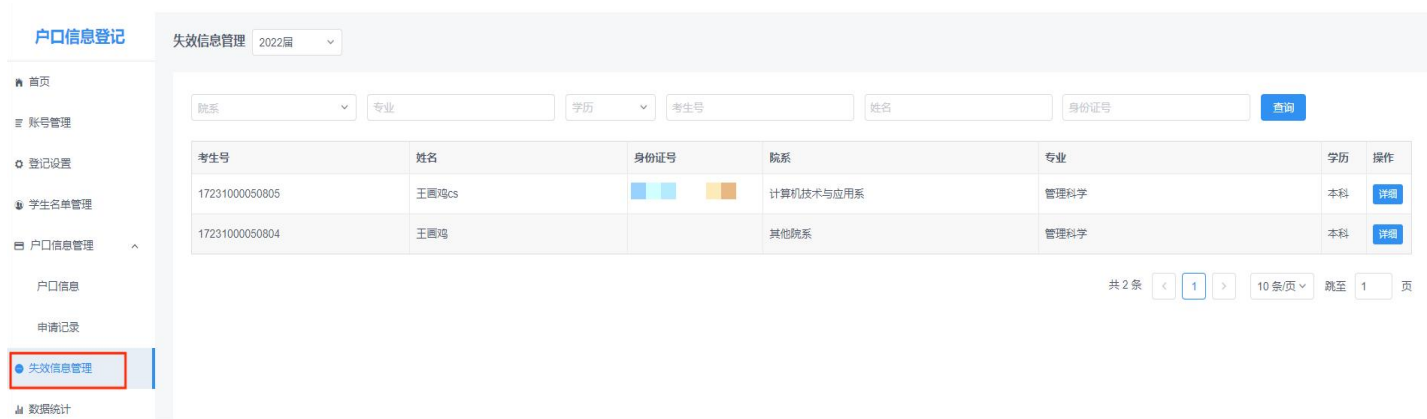 户口信息登记
首页
账号管理
登记设置
学生名单管理
户口信息管理
户口信息
申请记录
失效信息管理
数据统计
失效信息管理 2022届
院系 专业 学历 考生号 姓名 身份证号 查询
考生号 姓名 身份证号 院系 专业 学历 操作
17231000050805 王画鸡cs 计算机技术与应用系 管理科学 本科 详细
17231000050804 王画鸡 其他院系 管理科学 本科 详细
共 2 条 < 1 > 10 条/页 跳至 1 页